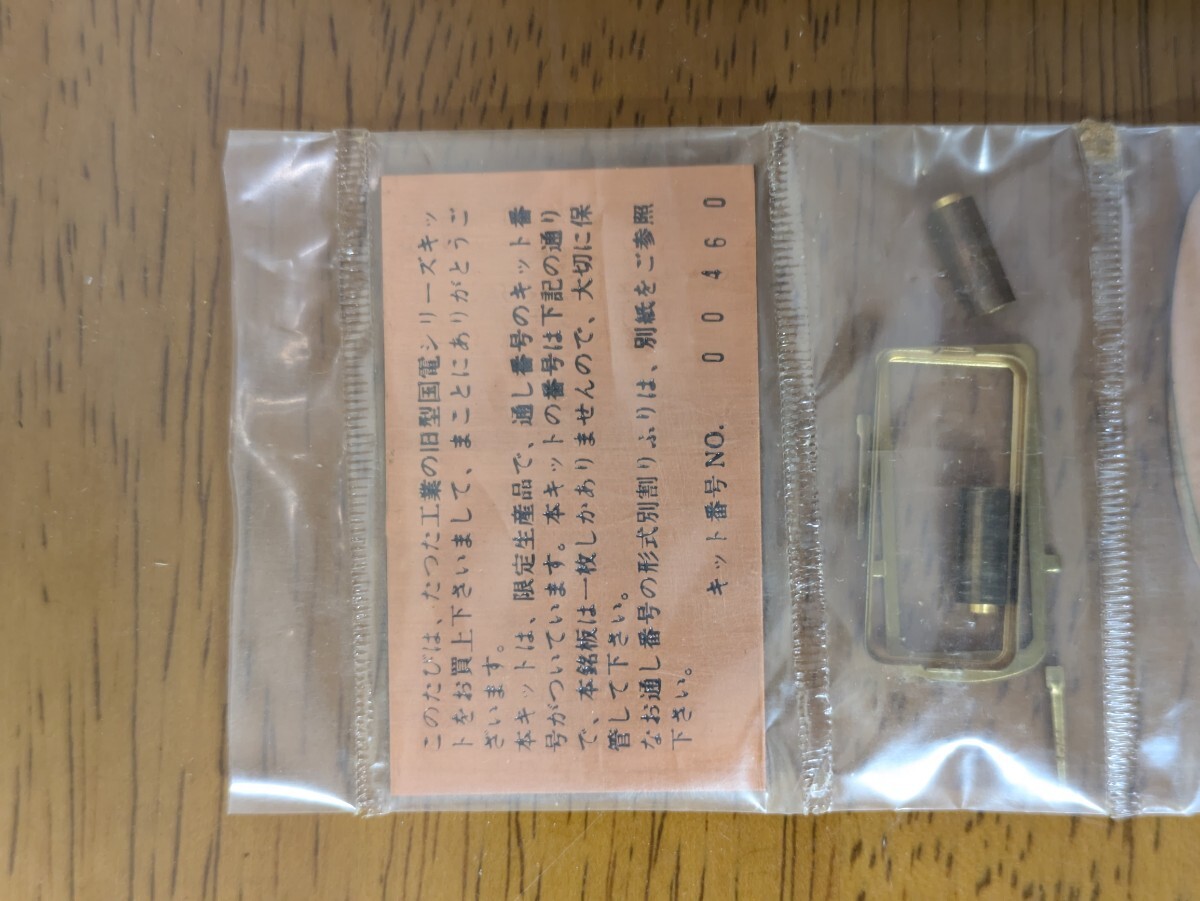 このたびは、たつた工業の旧型国電シリーズキッ
トをお買上下さいまして、まことにありがとうご
ざいます。
本キットは、限定生産品で、通し番号のキット番
号がついています。本キットの番号は下記の通り
で、本銘板は一枚しかありませんので、大切に保
管して下さい。
なお通し番号の形式別割りふりは、別紙をご参照
下さい。
キット番号NO. 00460